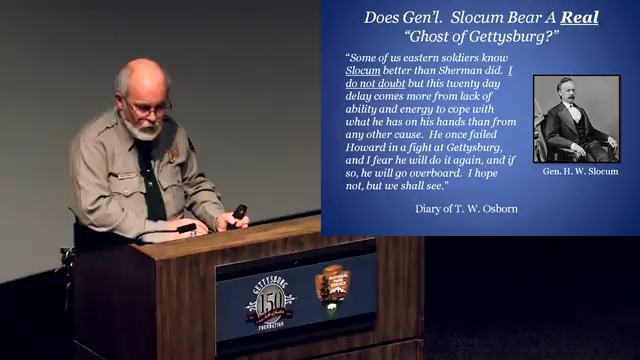 Does Gen'l. Slocum Bear A Real
"Ghost of Gettysburg?"
"Some of us eastern soldiers know
Slocum better than Sherman did. I
do not doubt but this twenty day
delay comes more from lack of
ability and energy to cope with
what he has on his hands than from
any other cause. He once failed
Howard in a fight at Gettysburg,
and I fear he will do it again, and if
so, he will go overboard. I hope
not, but we shall see."
Diary of T. W. Osborn
Gen. H. W. Slocum
GETTYSBURG
150
FOUNDATION
NATIONAL
PARK
SERVICE